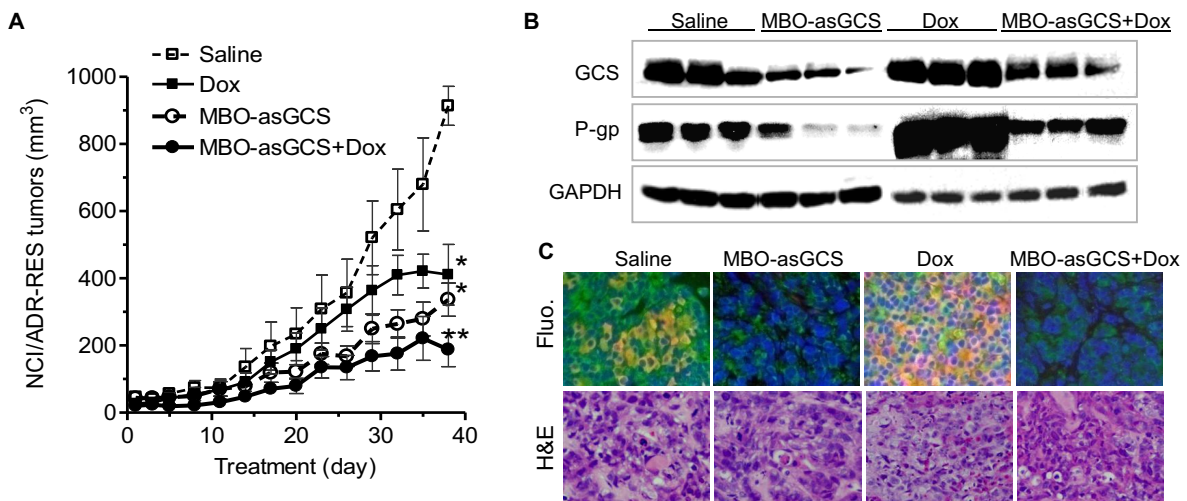 A
Saline
Dox
MBO-asGCS
MBO-asGCS+Dox
NCI/ADR-RES tumors (mm³)
1000
800
600
400
200
0
*
*
**
0 10 20 30 40
Treatment (day)
B
Saline MBO-asGCS Dox MBO-asGCS+Dox
GCS
P-gp
GAPDH
C
Saline MBO-asGCS Dox MBO-asGCS+Dox
Fluo.
H&E